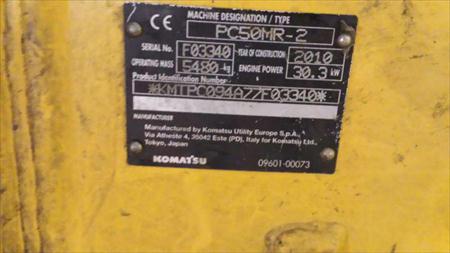 CE MACHINE DESIGNATION / TYPE
PC50MR-2
SERIAL No. F03340 YEAR OF CONSTRUCTION 2010
OPERATING MASS 5480 kg ENGINE POWER 30.3 kW
Product Identification Number
*KMTPC094A77F03340*
MANUFACTURER
Manufactured by Komatsu Utility Europe S.p.A.,
Via Atheste 4, 35042 Este (PD), Italy for Komatsu Ltd.
Tokyo, Japan
KOMATSU 09601-00073